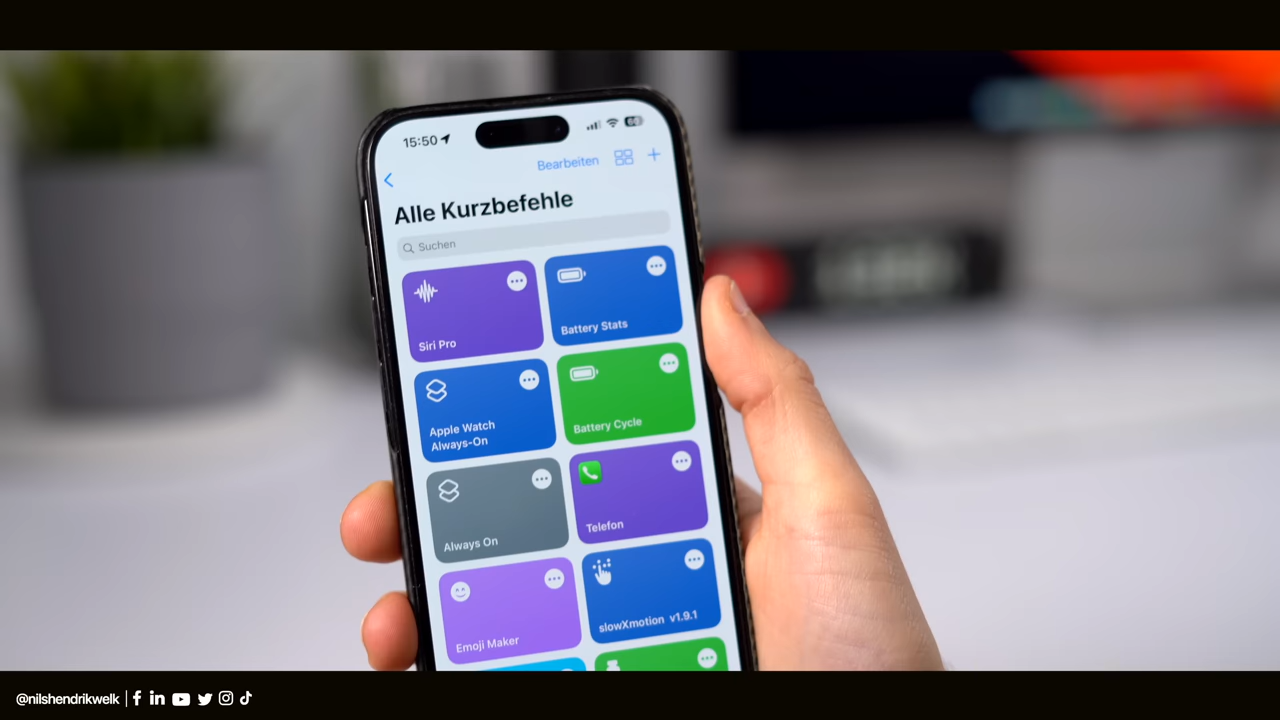 15:50
Bearbeiten
Alle Kurzbefehle
Suchen
Siri Pro
Battery Stats
Apple Watch
Always-On
Battery Cycle
Always On
Telefon
Emoji Maker
slowXmotion v1.9.1
@nilshendrikwelk